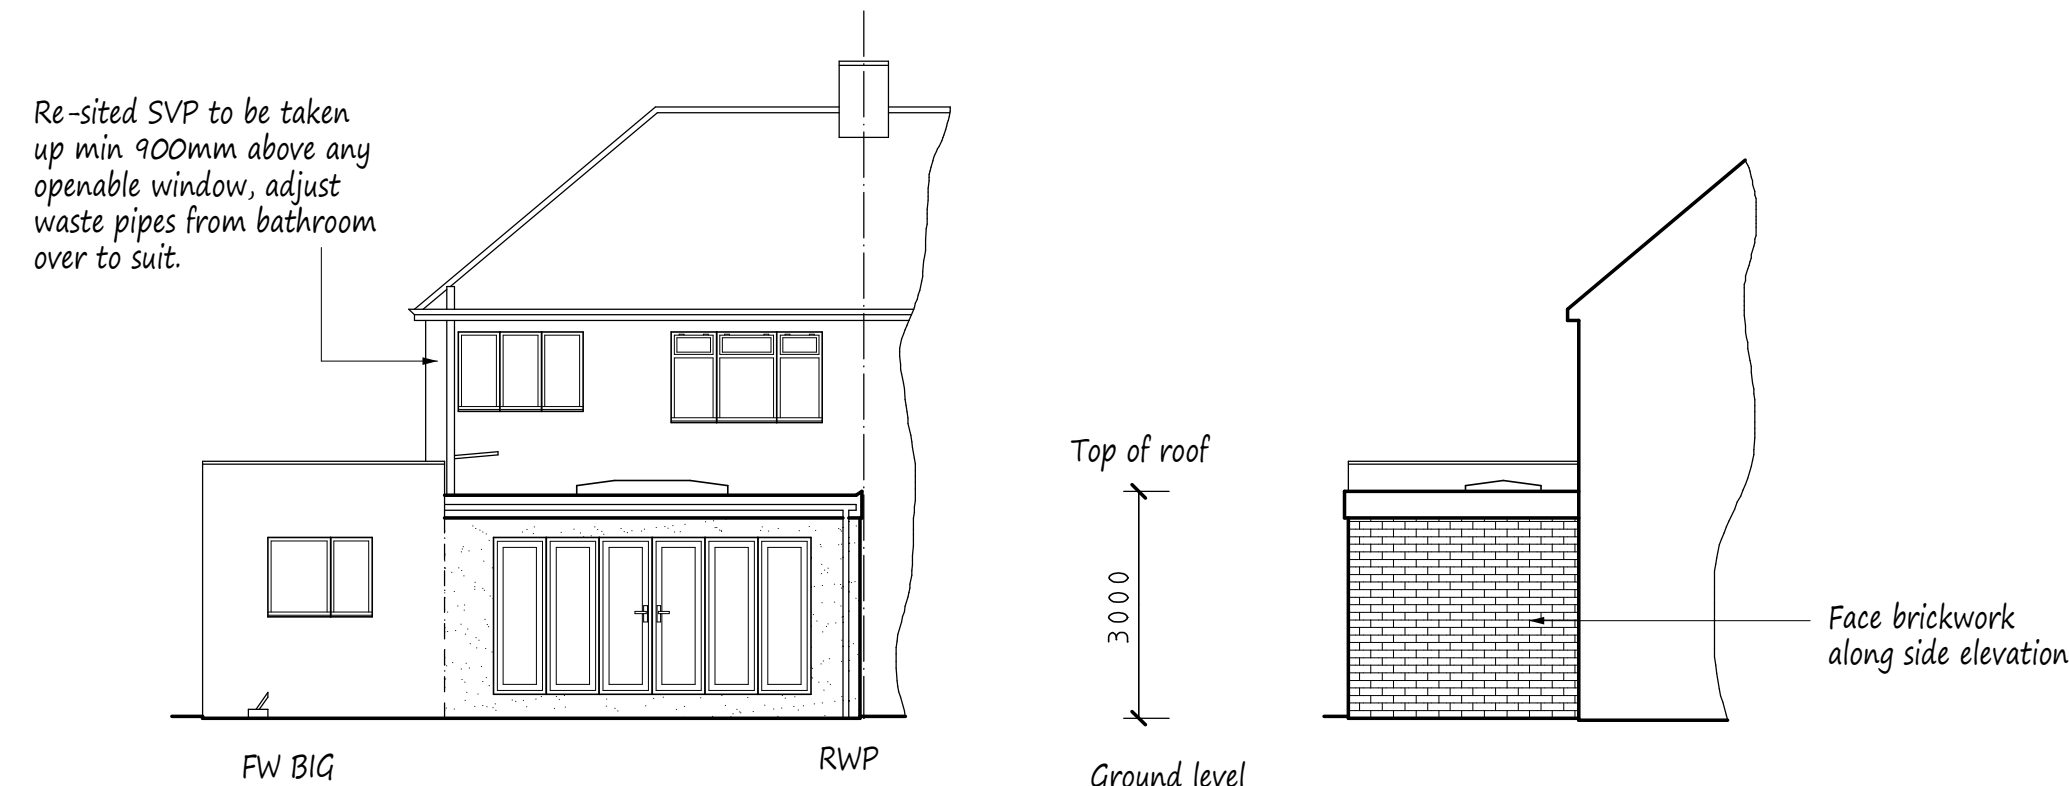 Re-sited SVP to be taken
up min 900mm above any
openable window, adjust
waste pipes from bathroom
over to suit.
FW BIG
RWP
Top of roof
3000
Ground level
Face brickwork
along side elevation